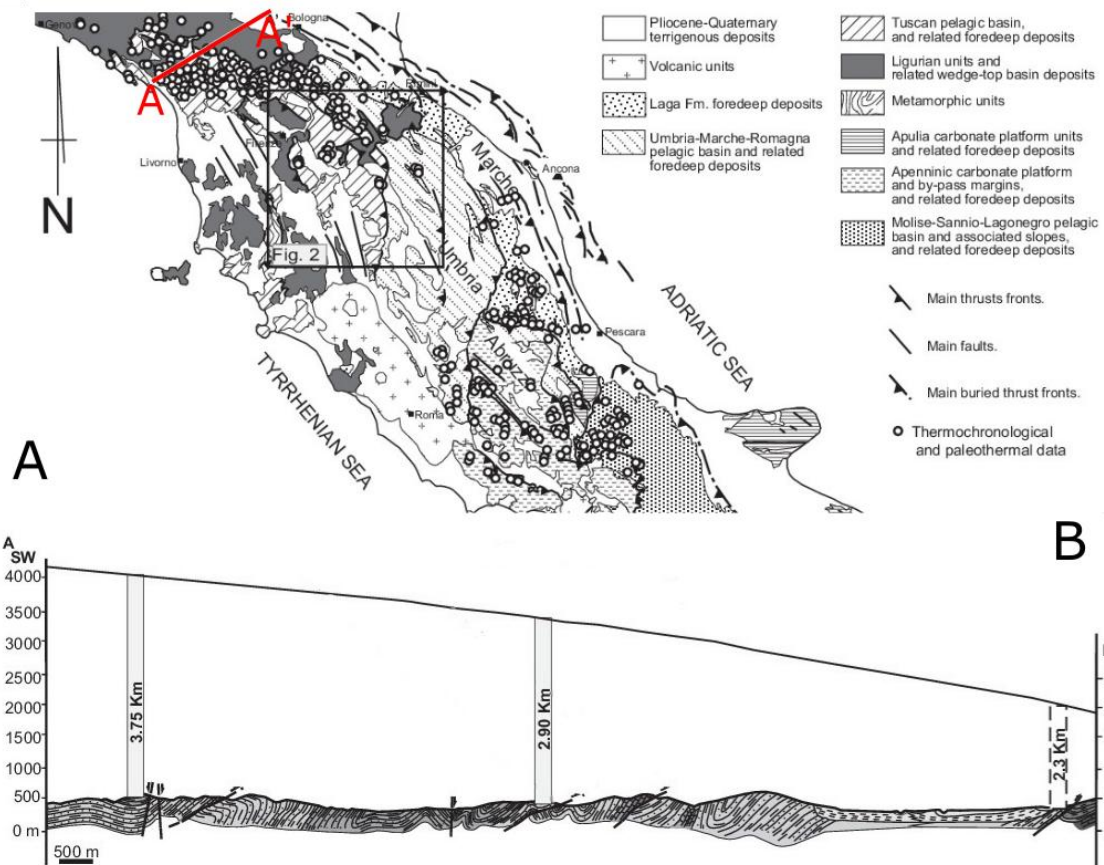 Geno
Bologna
A'
A
Rimini
Firenze
Livorno
Marche
Ancona
N
Fig. 2
Umbria
Pescara
ADRIATIC SEA
Abruzzi
TYRRHENIAN SEA
Roma
A
Pliocene-Quaternary
terrigenous deposits
Volcanic units
Laga Fm. foredeep deposits
Umbria-Marche-Romagna
pelagic basin and related
foredeep deposits
Tuscan pelagic basin,
and related foredeep deposits
Ligurian units and
related wedge-top basin deposits
Metamorphic units
Apulia carbonate platform units
and related foredeep deposits
Apenninic carbonate platform
and by-pass margins,
and related foredeep deposits
Molise-Sannio-Lagonegro pelagic
basin and associated slopes,
and related foredeep deposits
Main thrusts fronts.
Main faults.
Main buried thrust fronts.
Thermochronological
and paleothermal data
B
A
SW
4000
3500
3000
2500
2000
1500
1000
500
0 m
3.75 Km
2.90 Km
2.3 Km
500 m